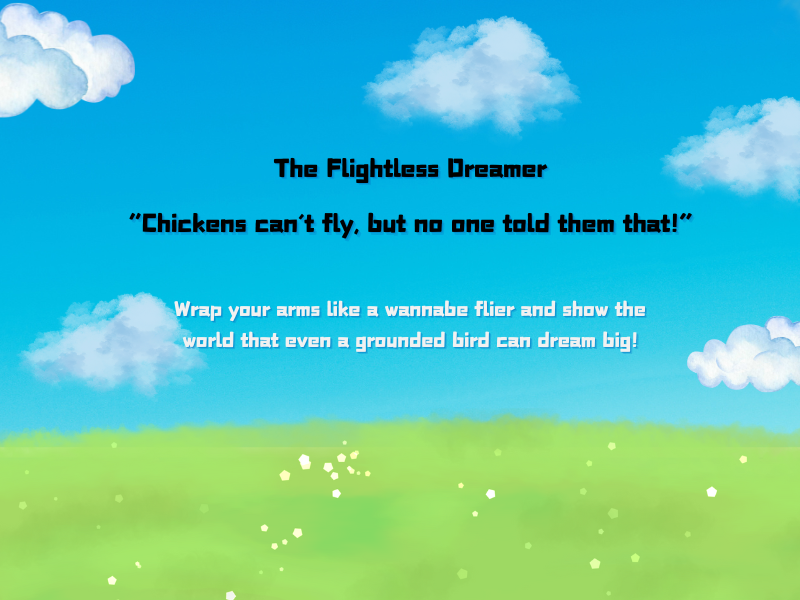 The Flightless Dreamer
"Chickens can't fly, but no one told them that!"
Wrap your arms like a wannabe flier and show the
world that even a grounded bird can dream big!